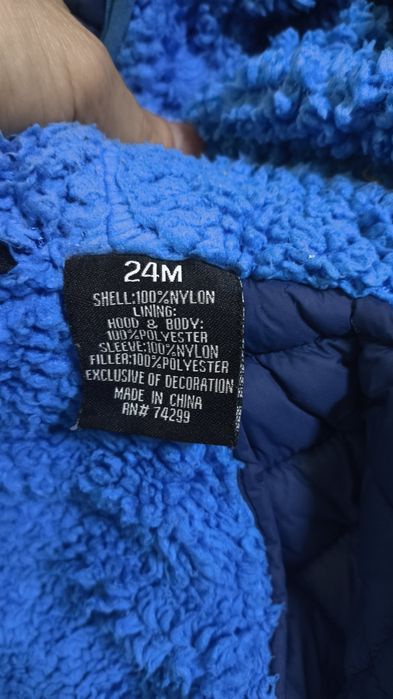 24M
SHELL:100%NYLON
LINING:
HOOD & BODY:
100%POLYESTER
SLEEVE:100%NYLON
FILLER:100%POLYESTER
EXCLUSIVE OF DECORATION
MADE IN CHINA
RN# 74299